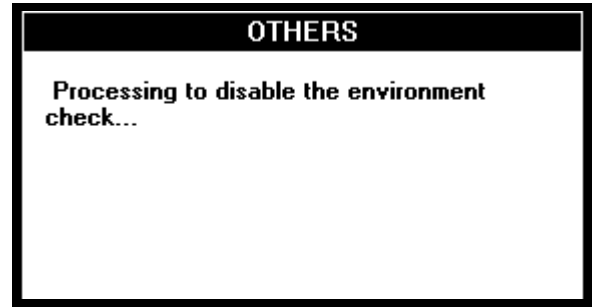 OTHERS
Processing to disable the environment
check...